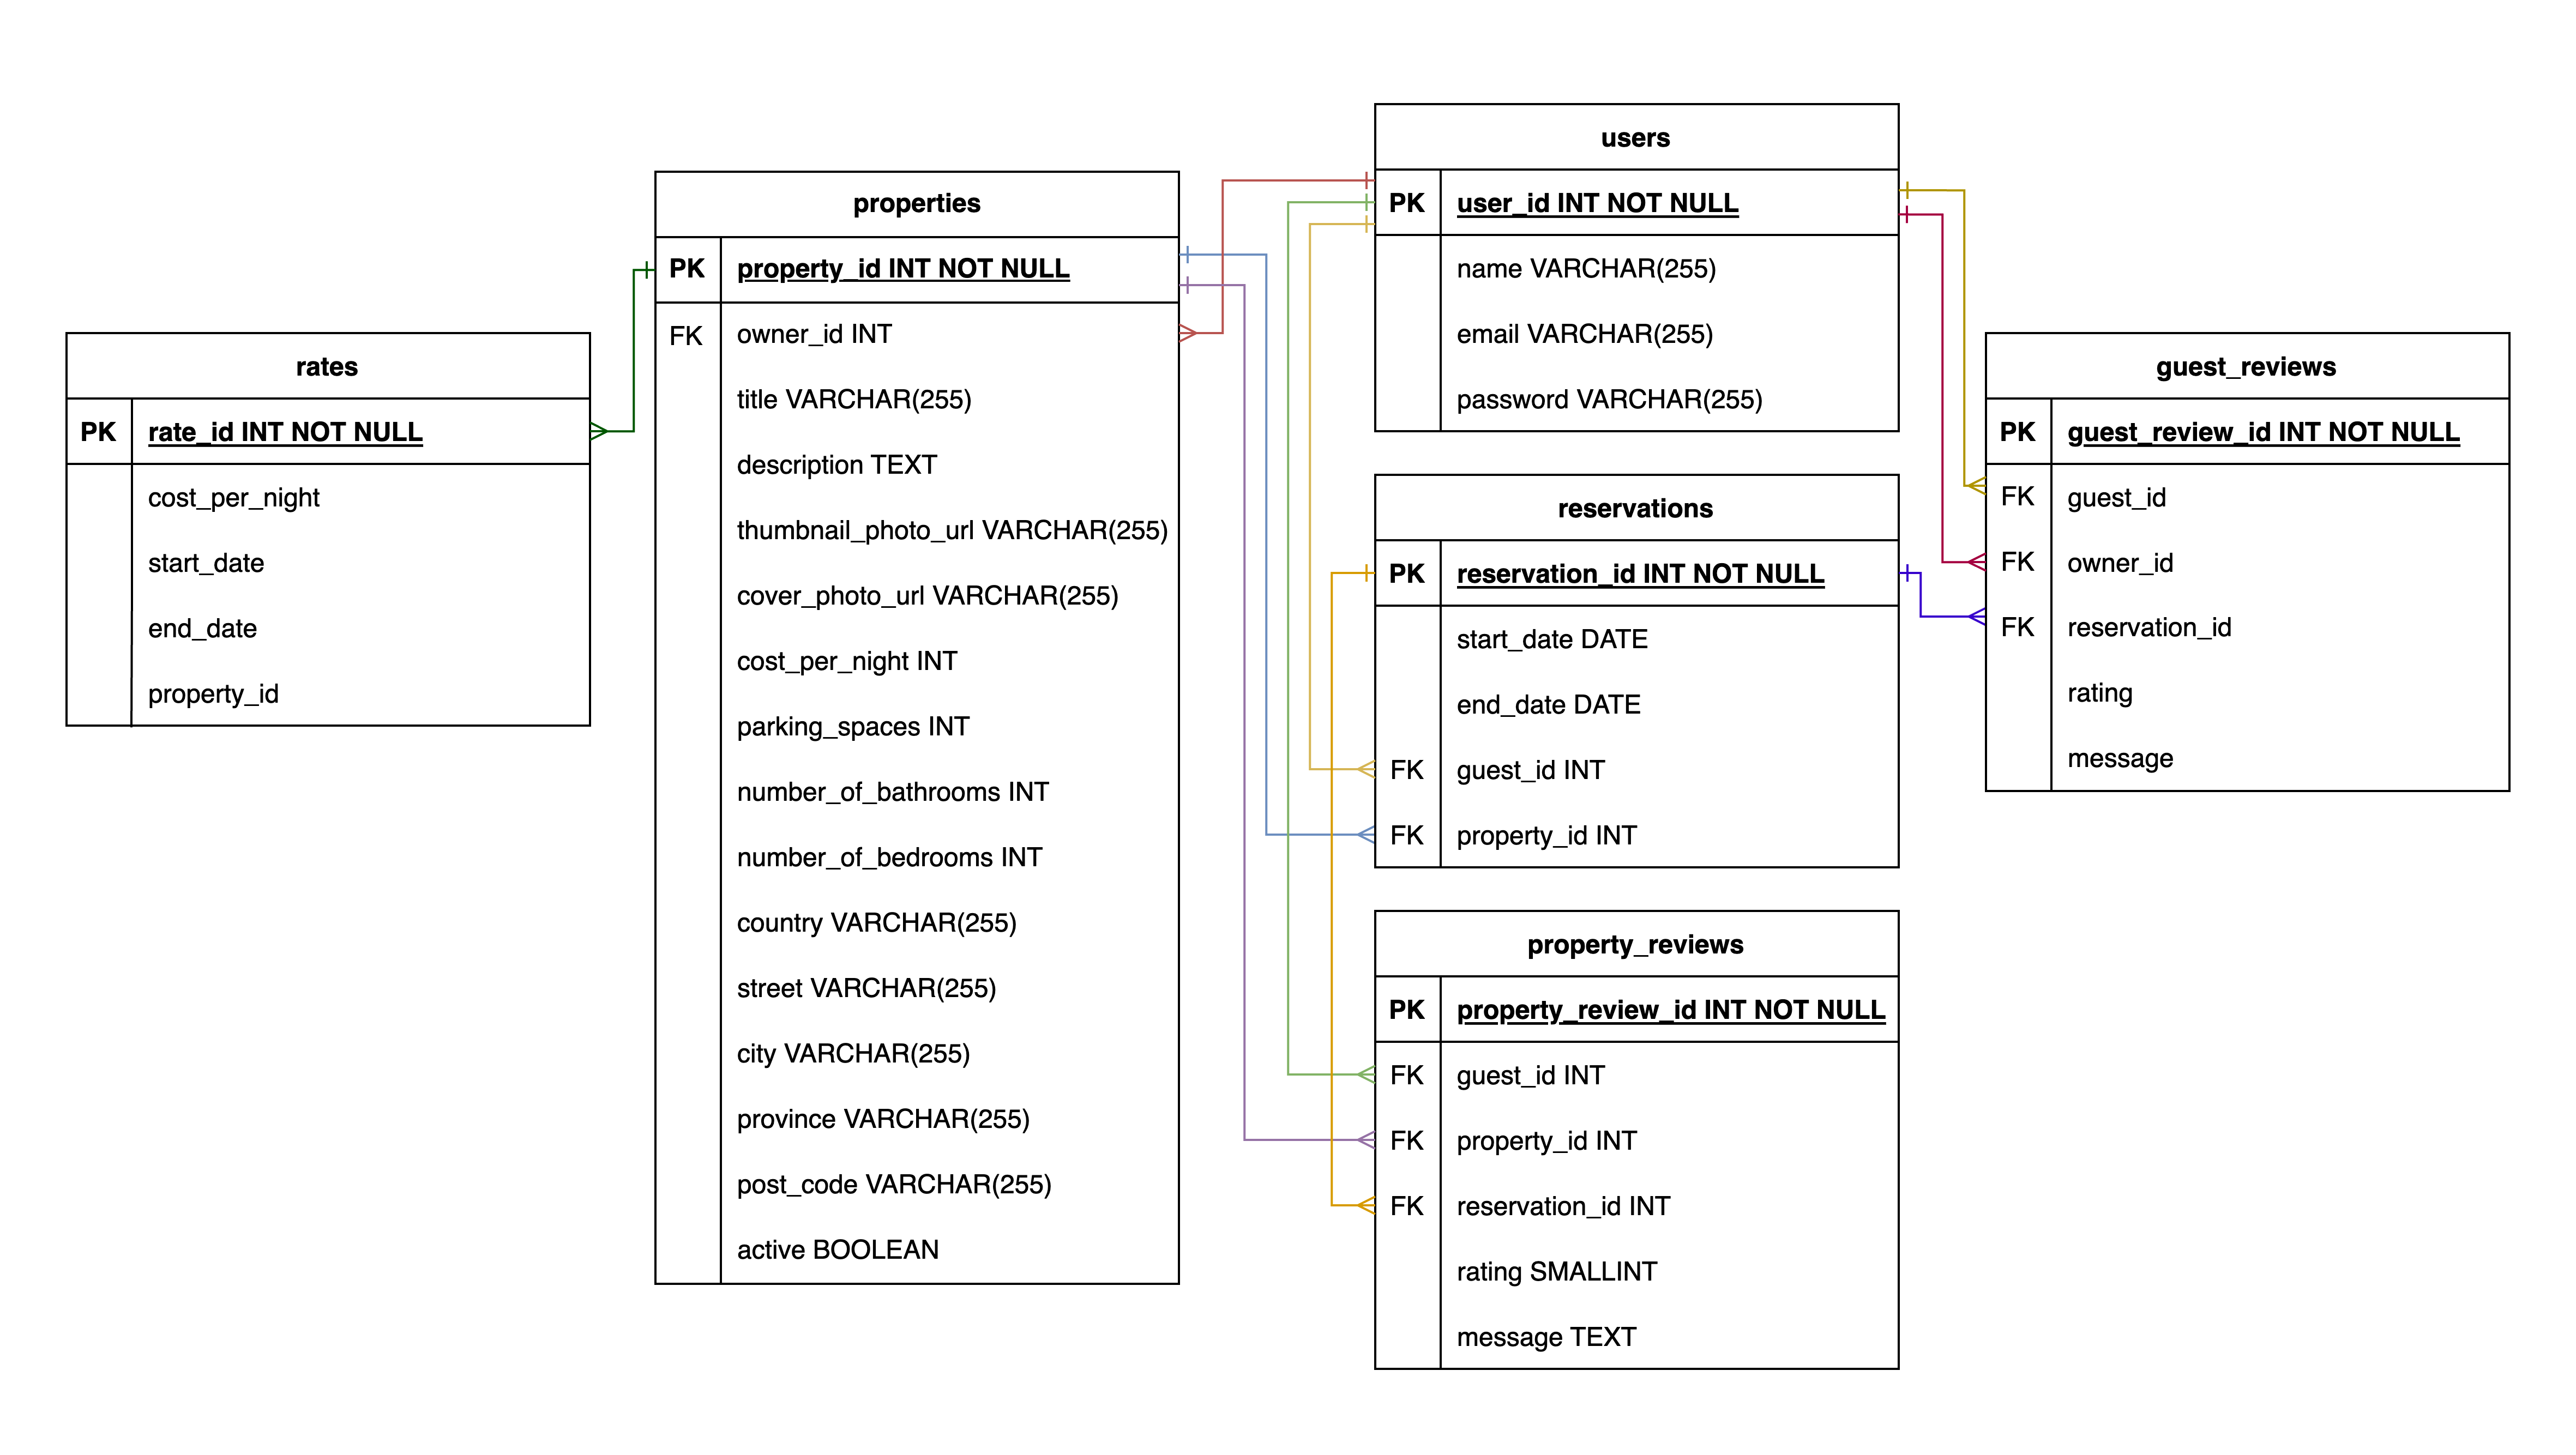 rates
PK rate_id INT NOT NULL
cost_per_night
start_date
end_date
property_id
properties
PK property_id INT NOT NULL
FK owner_id INT
title VARCHAR(255)
description TEXT
thumbnail_photo_url VARCHAR(255)
cover_photo_url VARCHAR(255)
cost_per_night INT
parking_spaces INT
number_of_bathrooms INT
number_of_bedrooms INT
country VARCHAR(255)
street VARCHAR(255)
city VARCHAR(255)
province VARCHAR(255)
post_code VARCHAR(255)
active BOOLEAN
users
PK user_id INT NOT NULL
name VARCHAR(255)
email VARCHAR(255)
password VARCHAR(255)
reservations
PK reservation_id INT NOT NULL
start_date DATE
end_date DATE
FK guest_id INT
FK property_id INT
property_reviews
PK property_review_id INT NOT NULL
FK guest_id INT
FK property_id INT
FK reservation_id INT
rating SMALLINT
message TEXT
guest_reviews
PK guest_review_id INT NOT NULL
FK guest_id
FK owner_id
FK reservation_id
rating
message